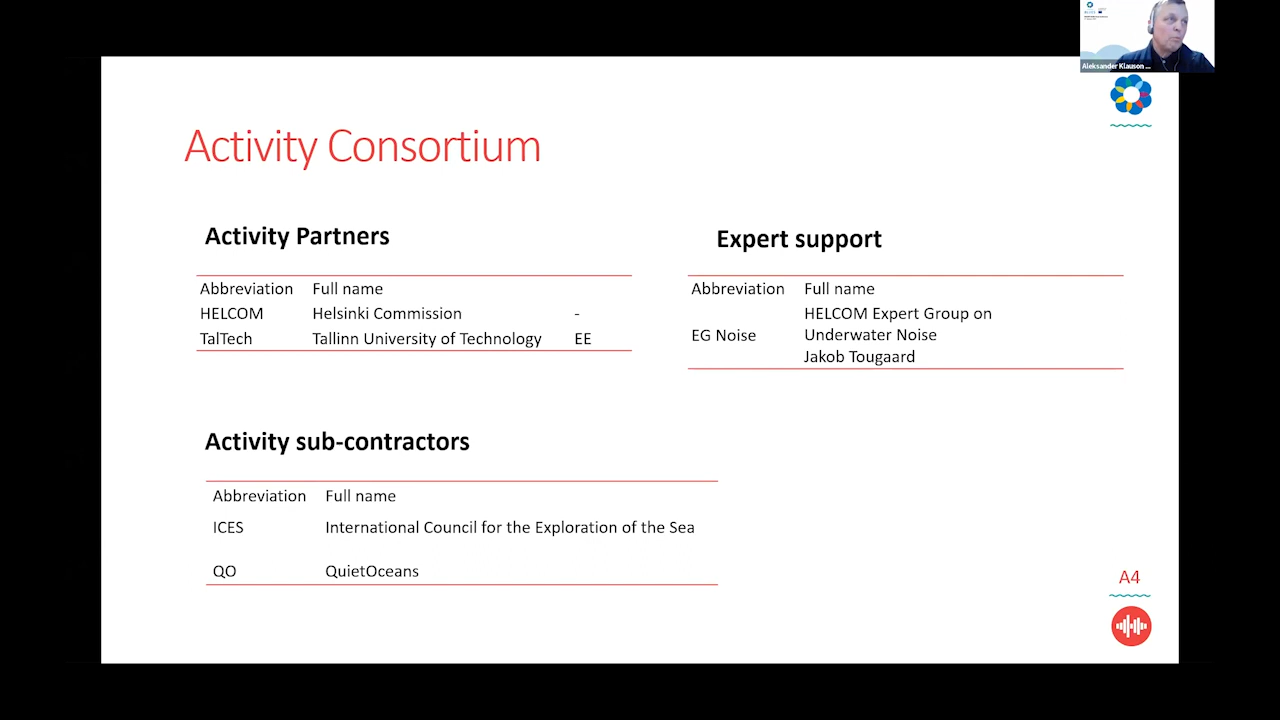 Aleksander Klauson ...
Activity Consortium
Activity Partners
Abbreviation Full name
HELCOM Helsinki Commission -
TalTech Tallinn University of Technology EE
Expert support
Abbreviation Full name
EG Noise HELCOM Expert Group on
Underwater Noise
Jakob Tougaard
Activity sub-contractors
Abbreviation Full name
ICES International Council for the Exploration of the Sea
QO QuietOceans
A4